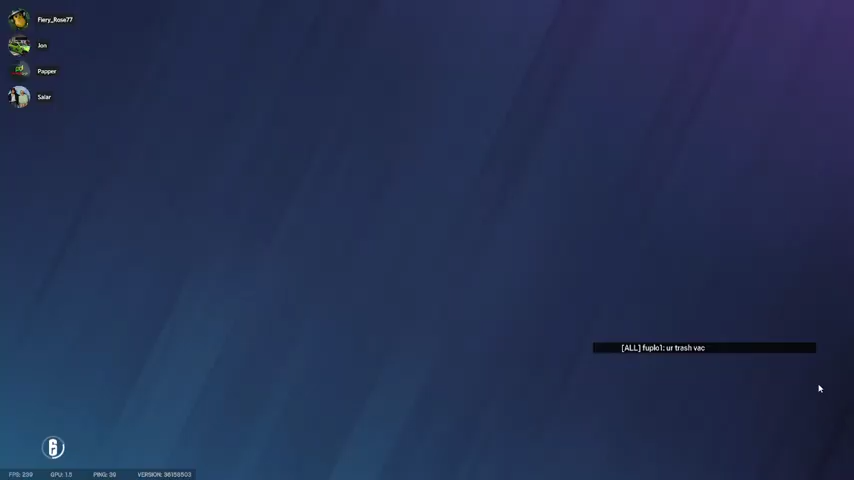 Fiery_Rose77
Jon
Papper
Salar
[ALL] fuplo1: ur trash vac
FPS: 239 GPU: 1.5 PING: 39 VERSION: 36158503